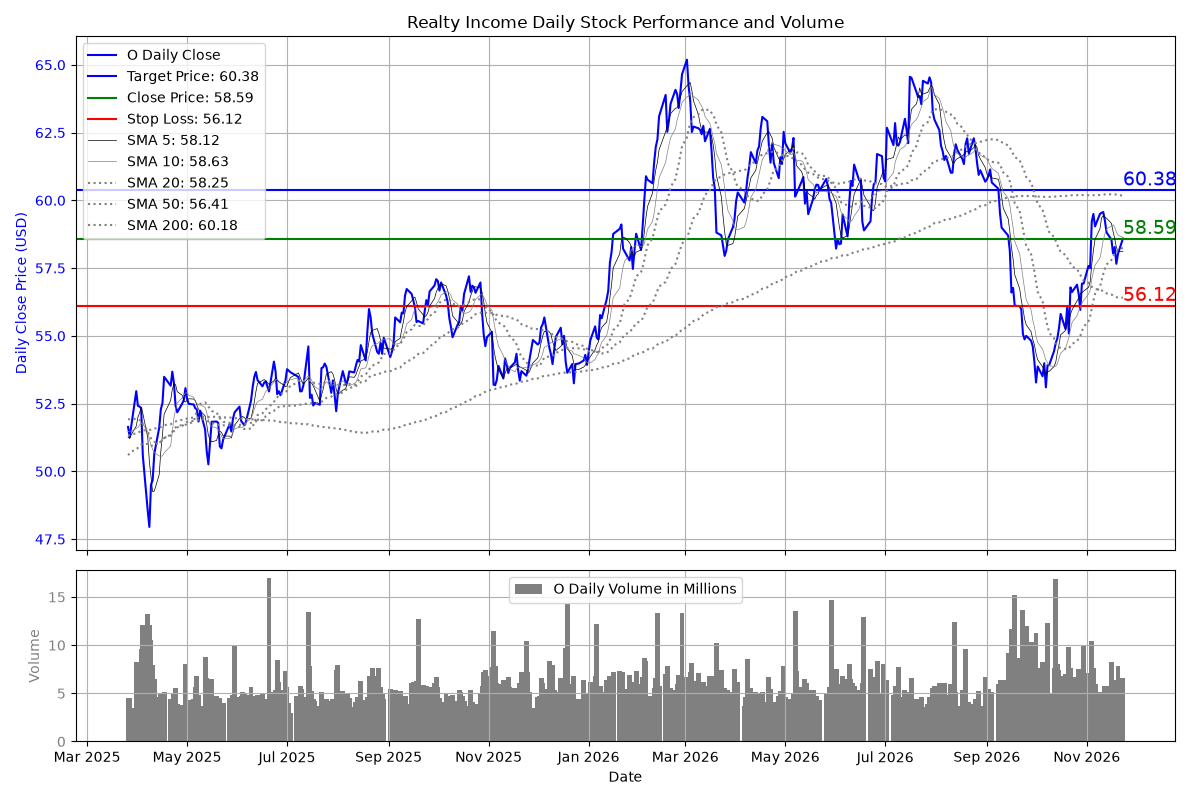 Realty Income Daily Stock Performance and Volume
Daily Close Price (USD)
65.0
62.5
60.0
57.5
55.0
52.5
50.0
47.5
O Daily Close
Target Price: 60.38
Close Price: 58.59
Stop Loss: 56.12
SMA 5: 58.12
SMA 10: 58.63
SMA 20: 58.25
SMA 50: 56.41
SMA 200: 60.18
60.38
58.59
56.12
Volume
15
10
5
0
O Daily Volume in Millions
Mar 2025 May 2025 Jul 2025 Sep 2025 Nov 2025 Jan 2026 Mar 2026 May 2026 Jul 2026 Sep 2026 Nov 2026
Date